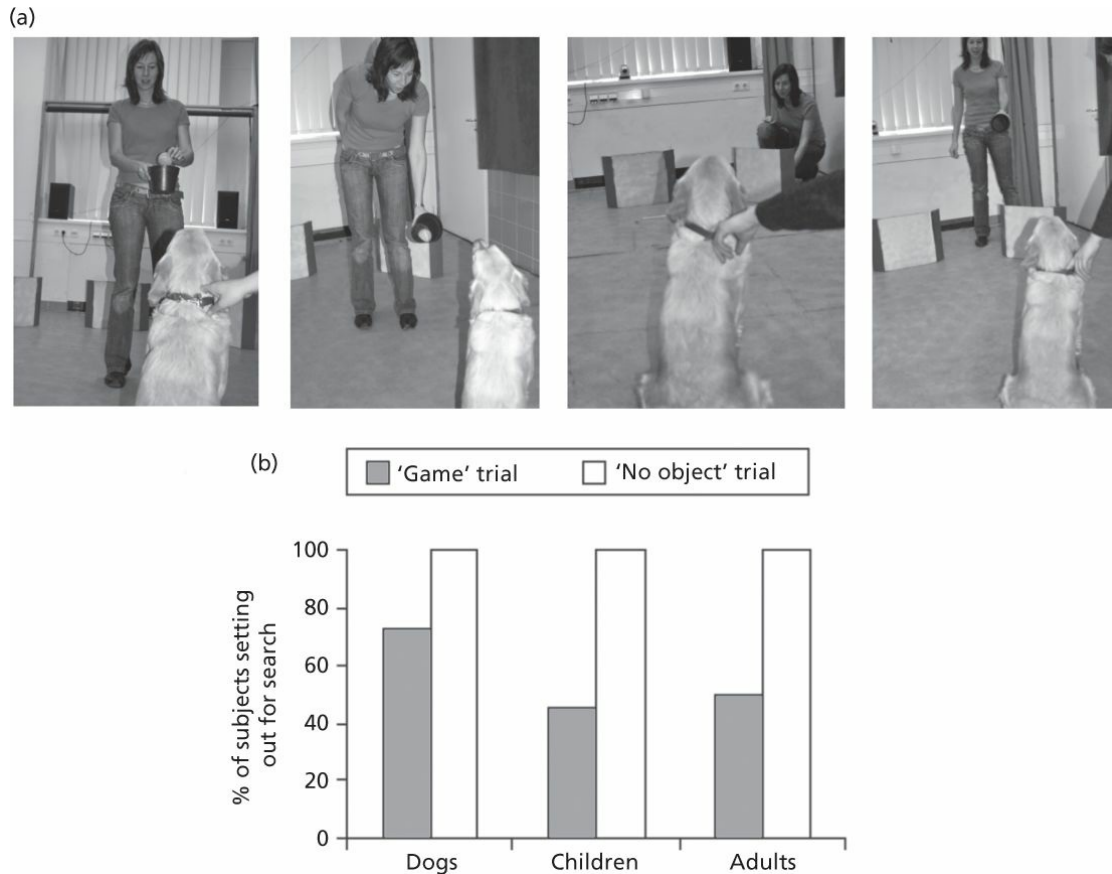 (a)
(b)
'Game' trial 'No object' trial
% of subjects setting
out for search
100
80
60
40
20
0
Dogs Children Adults